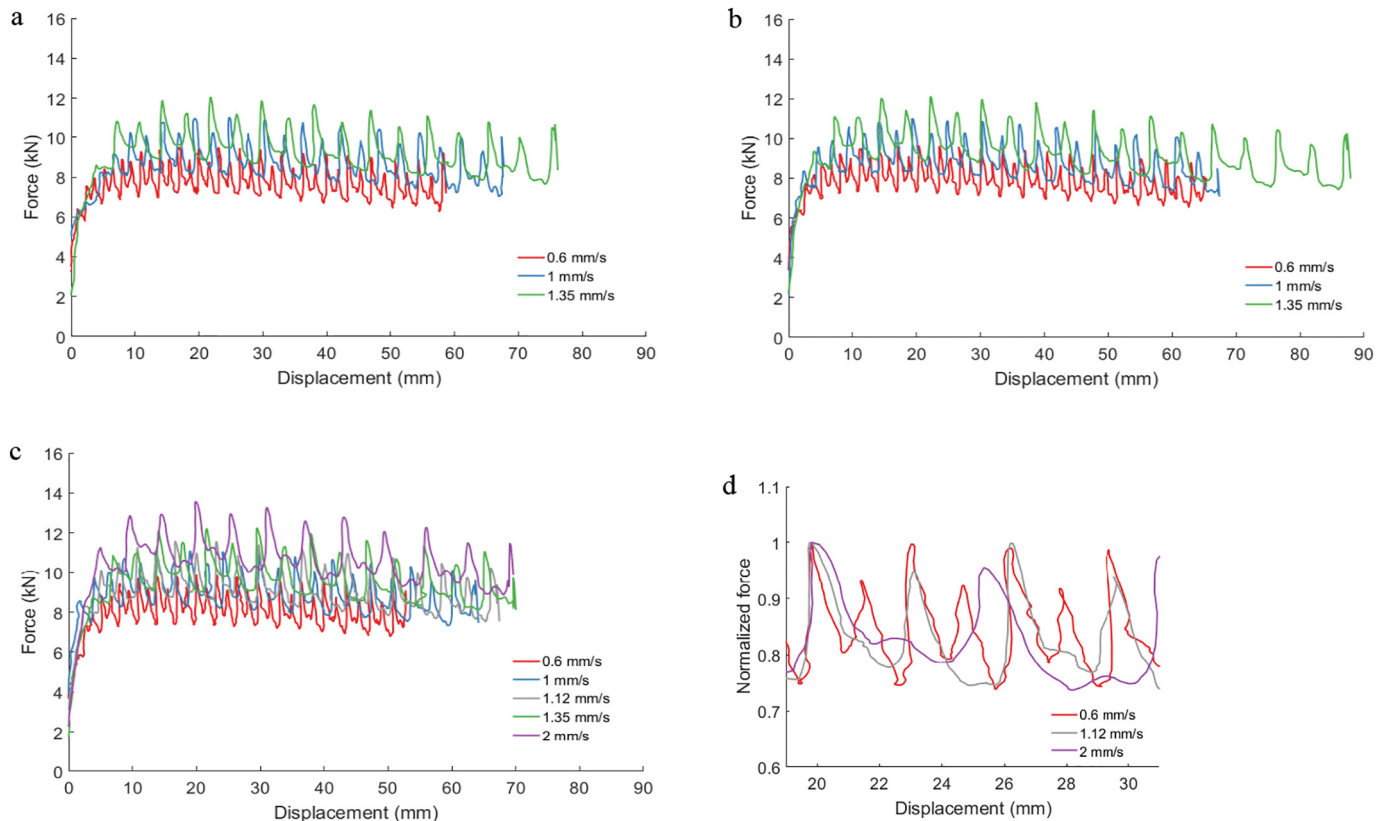 a
16
14
12
10
8
6
4
2
0
Force (kN)
0.6 mm/s
1 mm/s
1.35 mm/s
0 10 20 30 40 50 60 70 80 90
Displacement (mm)
b
16
14
12
10
8
6
4
2
0
Force (kN)
0.6 mm/s
1 mm/s
1.35 mm/s
0 10 20 30 40 50 60 70 80 90
Displacement (mm)
c
16
14
12
10
8
6
4
2
0
Force (kN)
0.6 mm/s
1 mm/s
1.12 mm/s
1.35 mm/s
2 mm/s
0 10 20 30 40 50 60 70 80 90
Displacement (mm)
d
1.1
1
0.9
0.8
0.7
0.6
Normalized force
0.6 mm/s
1.12 mm/s
2 mm/s
20 22 24 26 28 30
Displacement (mm)